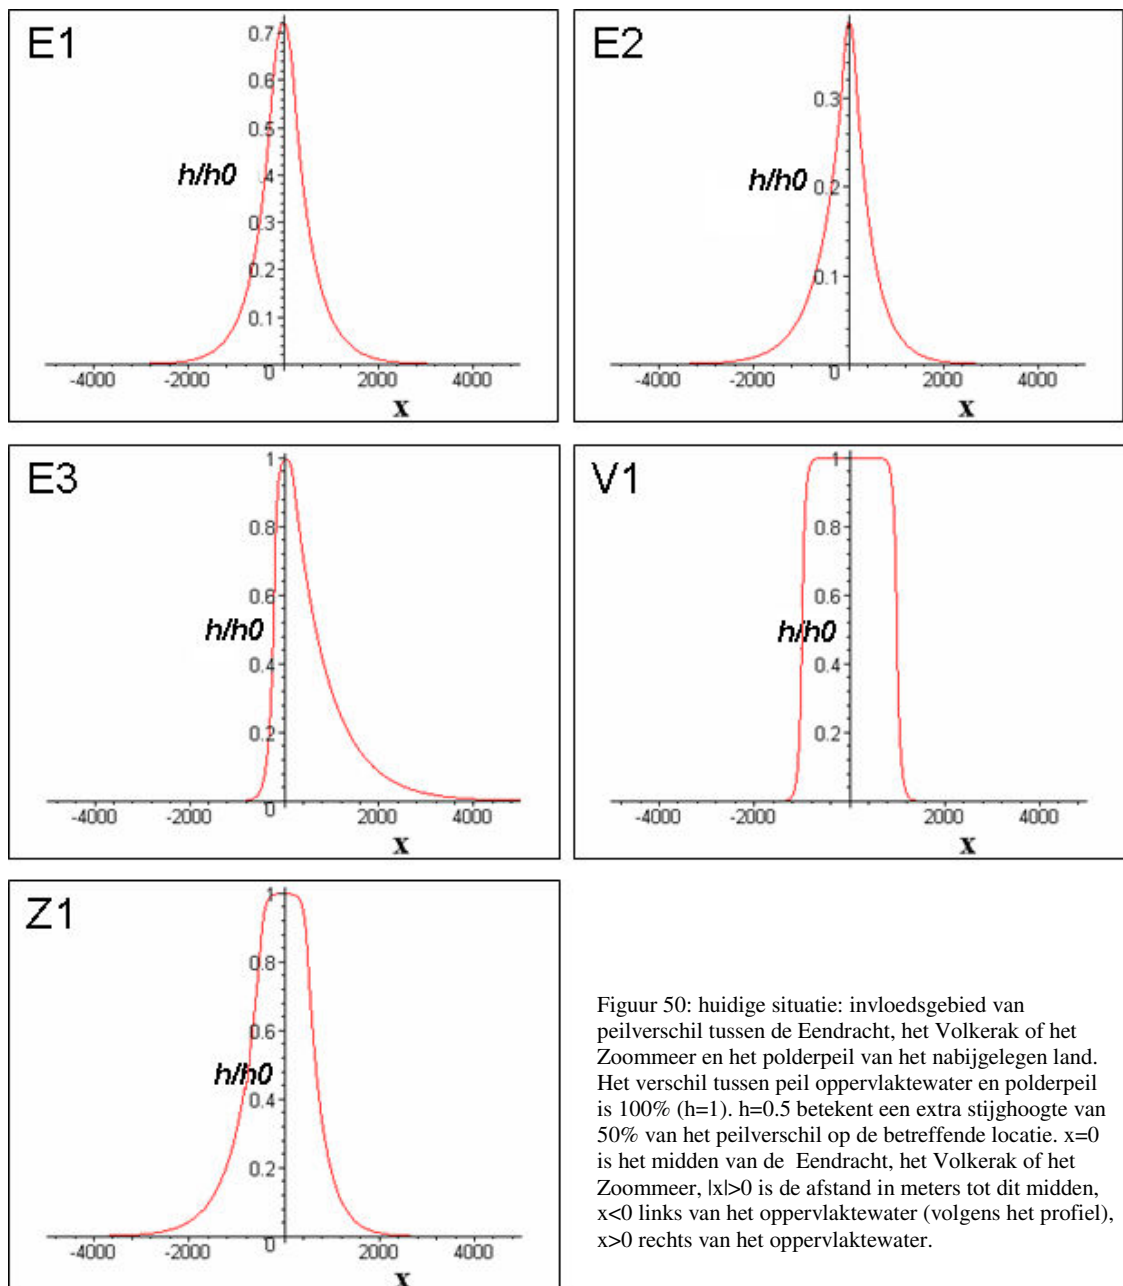 E1
0.7
0.6
0.5
h/h0
0.4
0.3
0.2
0.1
-4000 -2000 0 2000 4000
x
E2
0.3
h/h0
0.2
0.1
-4000 -2000 0 2000 4000
x
E3
1
0.8
0.6
h/h0
0.4
0.2
-4000 -2000 0 2000 4000
x
V1
1
0.8
0.6
h/h0
0.4
0.2
-4000 -2000 0 2000 4000
x
Z1
1
0.8
0.6
h/h0
0.4
0.2
-4000 -2000 0 2000 4000
x
Figuur 50: huidige situatie: invloedsgebied van
peilverschil tussen de Eendracht, het Volkerak of het
Zoommeer en het polderpeil van het nabijgelegen land.
Het verschil tussen peil oppervlaktewater en polderpeil
is 100% (h=1). h=0.5 betekent een extra stijghoogte van
50% van het peilverschil op de betreffende locatie. x=0
is het midden van de Eendracht, het Volkerak of het
Zoommeer, |x|>0 is de afstand in meters tot dit midden,
x<0 links van het oppervlaktewater (volgens het profiel),
x>0 rechts van het oppervlaktewater.